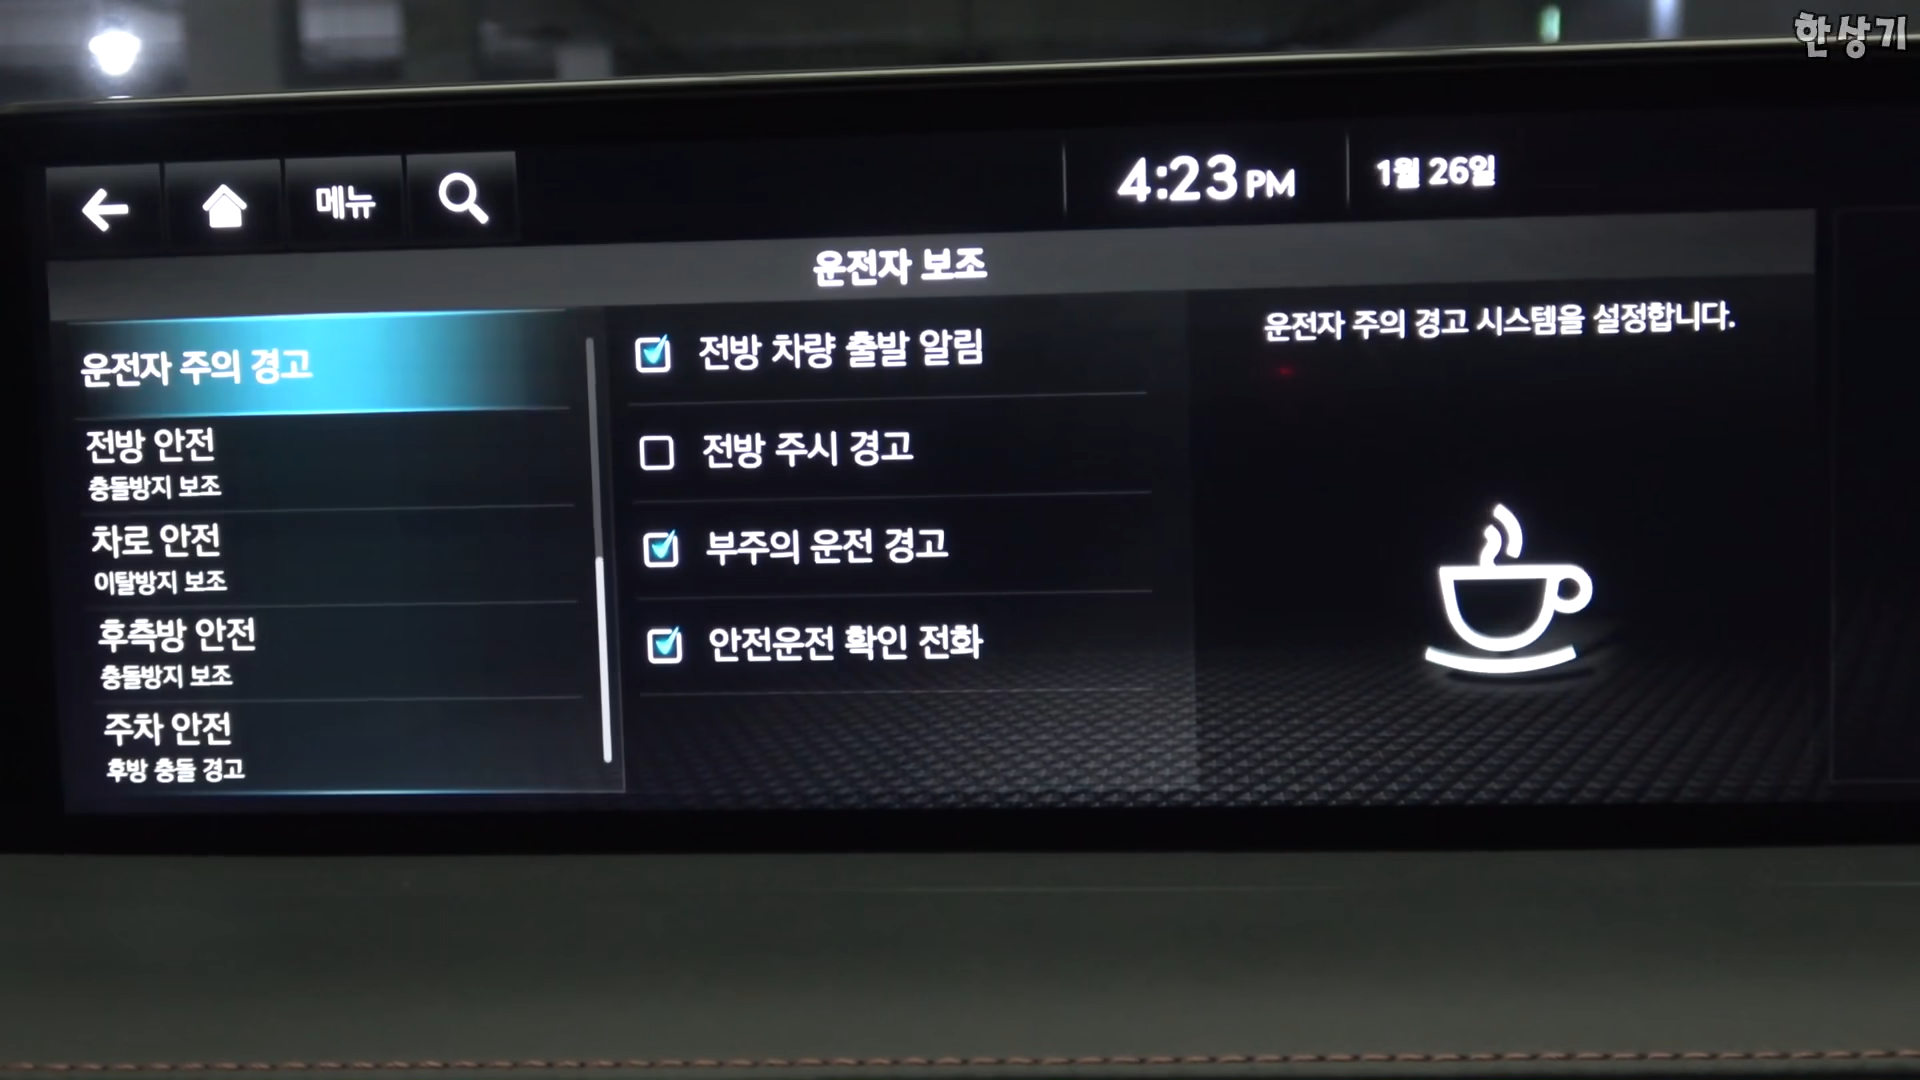 한상기
메뉴
4:23 PM
1월 26일
운전자 보조
운전자 주의 경고
전방 안전
충돌방지 보조
차로 안전
이탈방지 보조
후측방 안전
충돌방지 보조
주차 안전
후방 충돌 경고
전방 차량 출발 알림
전방 주시 경고
부주의 운전 경고
안전운전 확인 전화
운전자 주의 경고 시스템을 설정합니다.